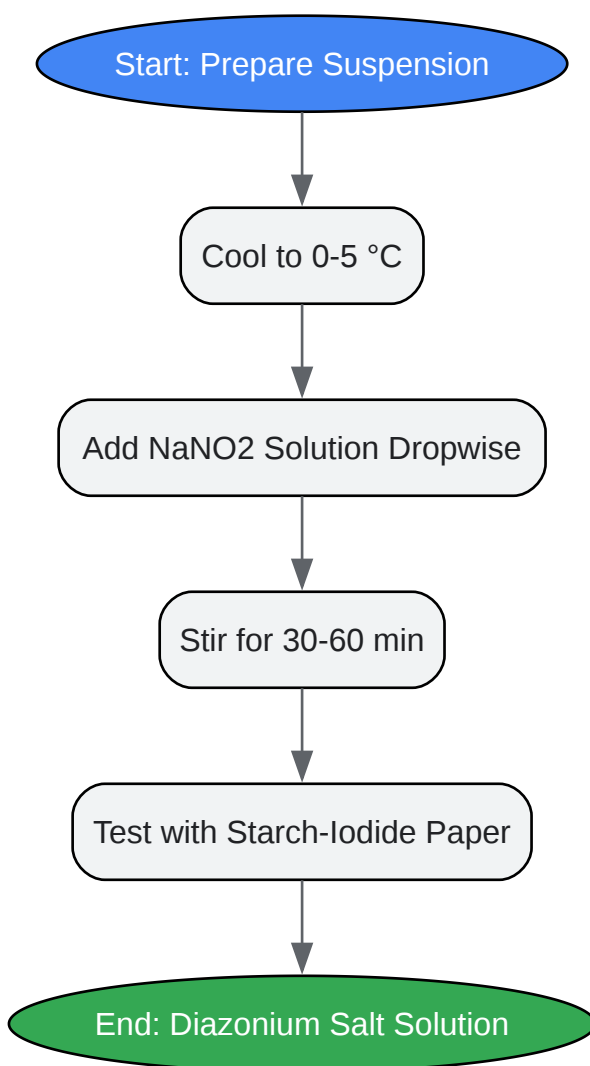 Start: Prepare Suspension
Cool to 0-5 °C
Add NaNO2 Solution Dropwise
Stir for 30-60 min
Test with Starch-Iodide Paper
End: Diazonium Salt Solution